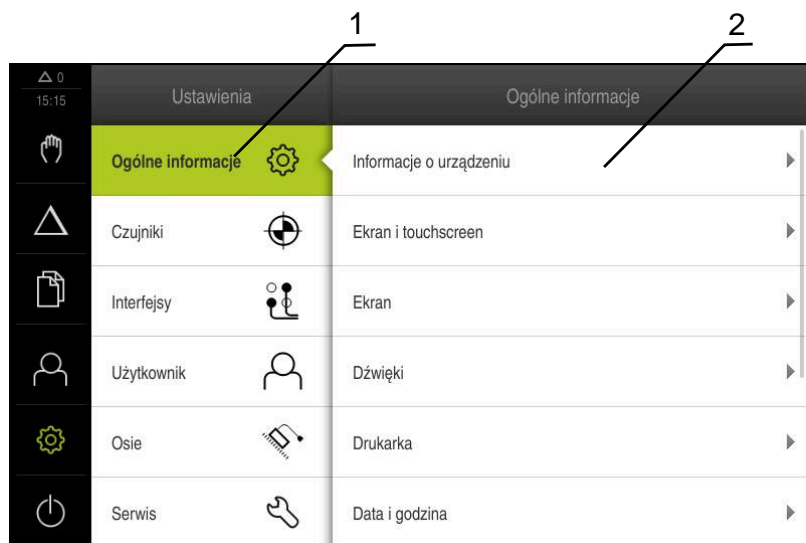 1
2
△ 0
15:15
Ustawienia
Ogólne informacje
Ogólne informacje
Czujniki
Interfejsy
Użytkownik
Osie
Serwis
Informacje o urządzeniu
Ekran i touchscreen
Ekran
Dźwięki
Drukarka
Data i godzina